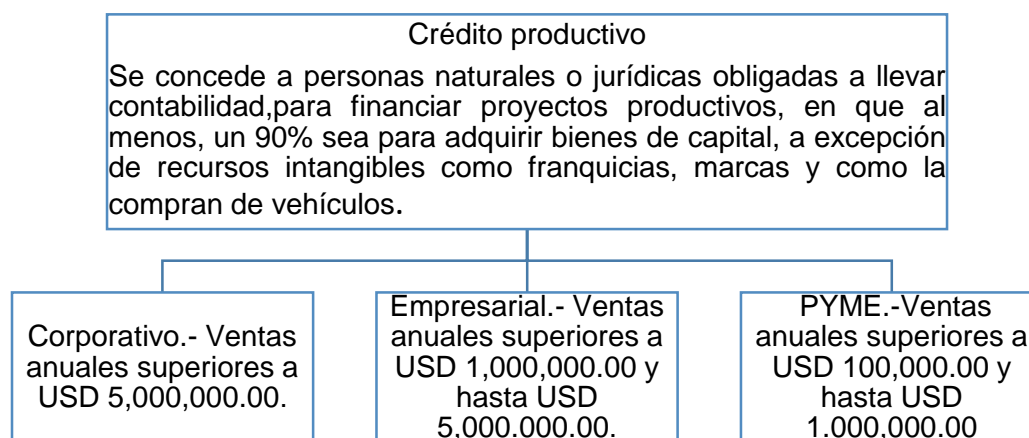 Crédito productivo
Se concede a personas naturales o jurídicas obligadas a llevar
contabilidad,para financiar proyectos productivos, en que al
menos, un 90% sea para adquirir bienes de capital, a excepción
de recursos intangibles como franquicias, marcas y como la
compran de vehículos.
Corporativo.- Ventas
anuales superiores a
USD 5,000,000.00.
Empresarial.- Ventas
anuales superiores a
USD 1,000,000.00 y
hasta USD
5,000.000.00.
PYME.-Ventas
anuales superiores a
USD 100,000.00 y
hasta USD
1.000,000.00